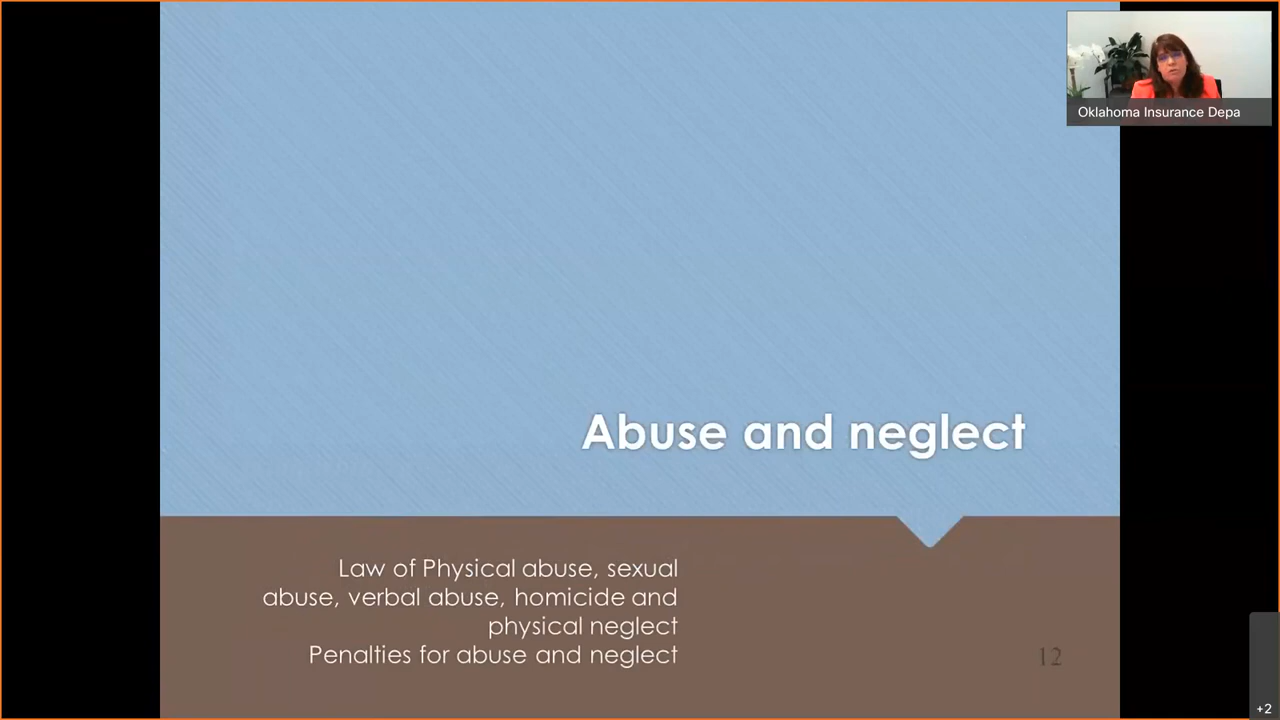 Oklahoma Insurance Depa
Abuse and neglect
Law of Physical abuse, sexual
abuse, verbal abuse, homicide and
physical neglect
Penalties for abuse and neglect
12
+2